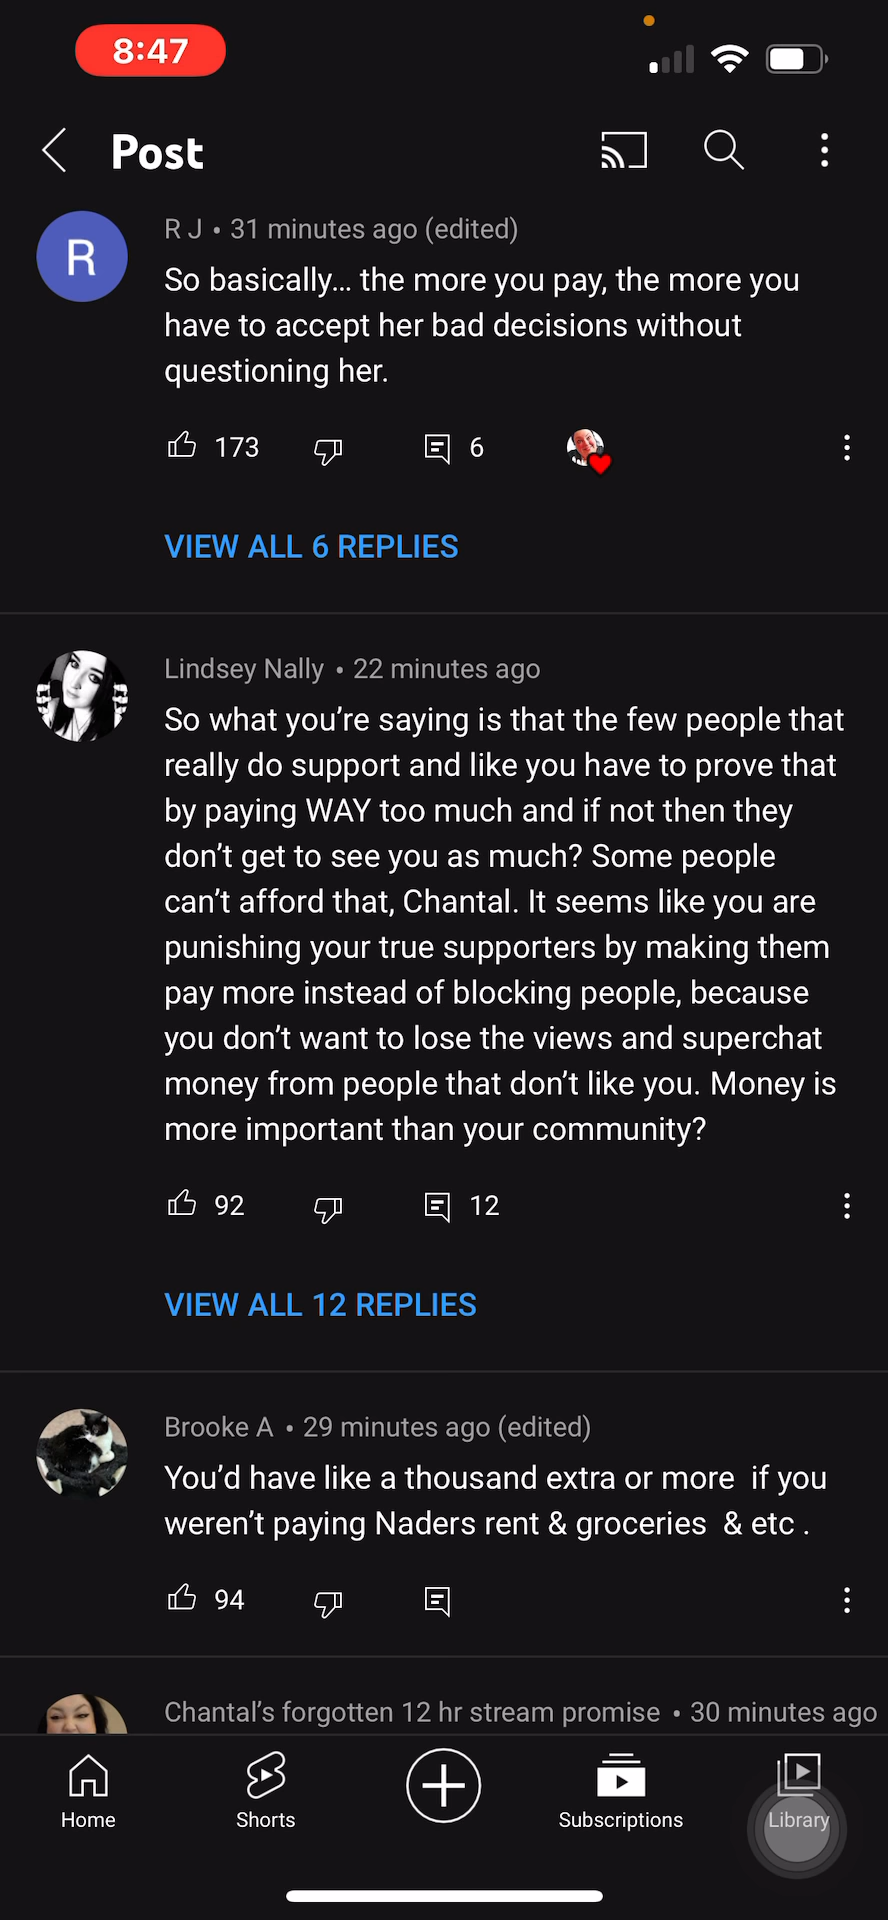 8:47
Post
R
R J • 31 minutes ago (edited)
So basically... the more you pay, the more you
have to accept her bad decisions without
questioning her.
173
6
VIEW ALL 6 REPLIES
Lindsey Nally • 22 minutes ago
So what you’re saying is that the few people that
really do support and like you have to prove that
by paying WAY too much and if not then they
don’t get to see you as much? Some people
can’t afford that, Chantal. It seems like you are
punishing your true supporters by making them
pay more instead of blocking people, because
you don’t want to lose the views and superchat
money from people that don’t like you. Money is
more important than your community?
92
12
VIEW ALL 12 REPLIES
Brooke A • 29 minutes ago (edited)
You’d have like a thousand extra or more  if you
weren’t paying Naders rent & groceries  & etc .
94
Chantal’s forgotten 12 hr stream promise • 30 minutes ago
Home
Shorts
Subscriptions
Library